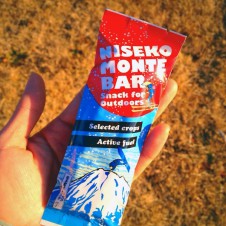 NISEKO
MONTE
BAR
Snack for
Outdoors
Selected crops
Active fuel